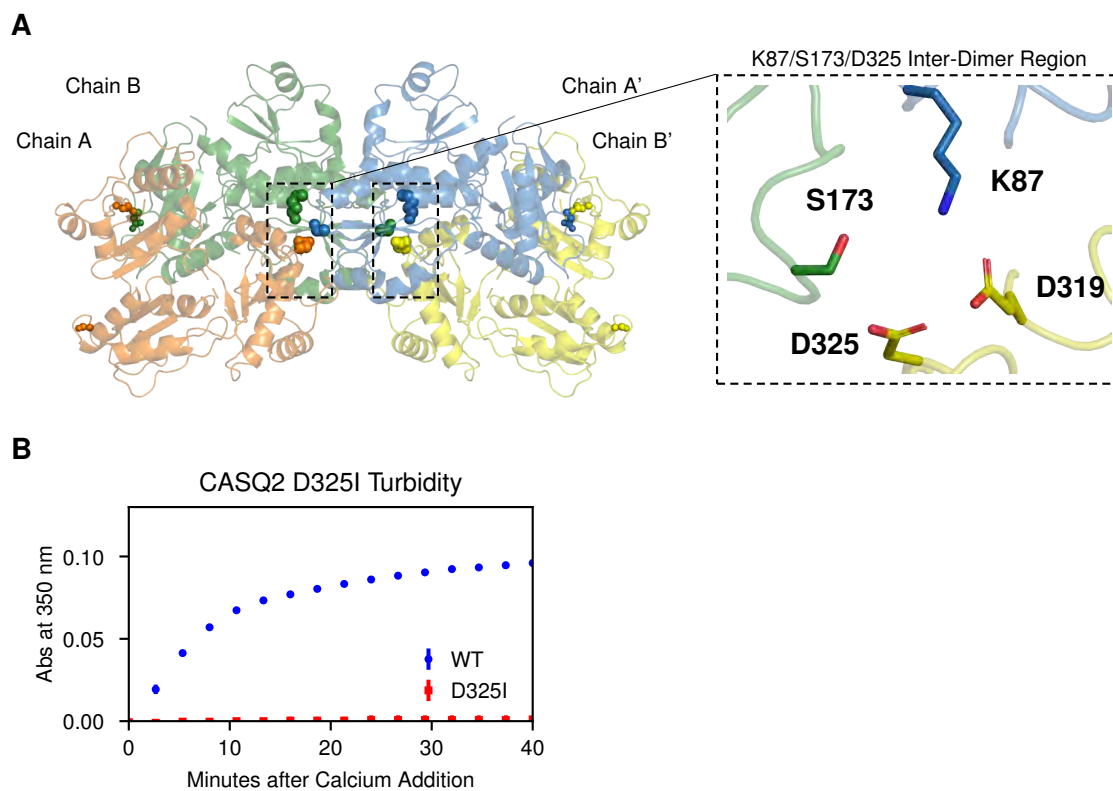 A
K87/S173/D325 Inter-Dimer Region
Chain B
Chain A’
Chain A
Chain B’
S173
K87
D319
D325
B
CASQ2 D325I Turbidity
Abs at 350 nm
0.10
0.05
0.00
WT
D325I
0 10 20 30 40
Minutes after Calcium Addition